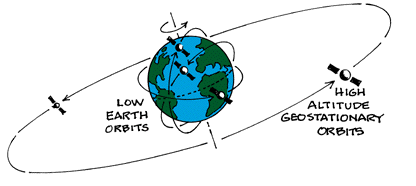 LOW
EARTH
ORBITS
HIGH
ALTITUDE
GEOSTATIONARY
ORBITS